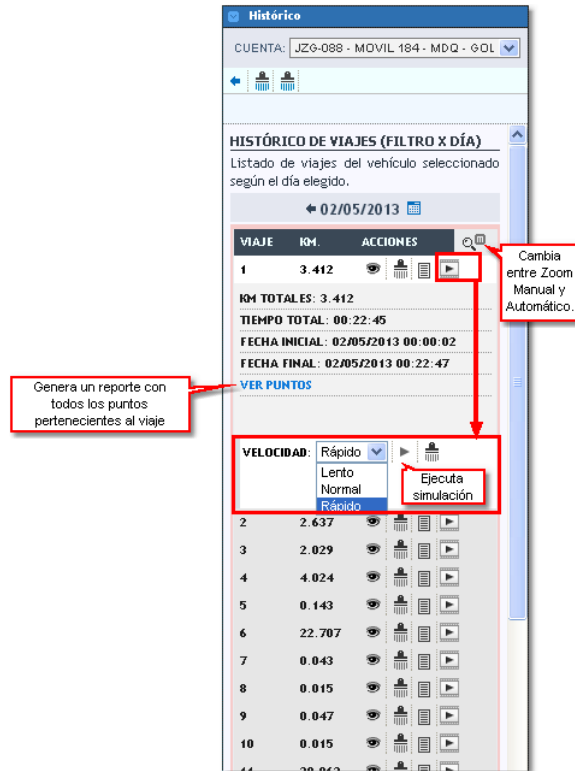 Histórico
CUENTA: JZG-088 - MOVIL 184 - MDQ - GOL
HISTÓRICO DE VIAJES (FILTRO X DÍA)
Listado de viajes del vehículo seleccionado
según el día elegido.
02/05/2013
VIAJE KM. ACCIONES
1 3.412
Cambia
entre Zoom
Manual y
Automático.
KM TOTALES: 3.412
TIEMPO TOTAL: 00:22:45
FECHA INICIAL: 02/05/2013 00:00:02
FECHA FINAL: 02/05/2013 00:22:47
VER PUNTOS
Genera un reporte con
todos los puntos
pertenecientes al viaje
VELOCIDAD: Rápido
Lento
Normal
Rápido
Ejecuta
simulación
2 2.637
3 2.029
4 4.024
5 0.143
6 22.707
7 0.043
8 0.015
9 0.047
10 0.015